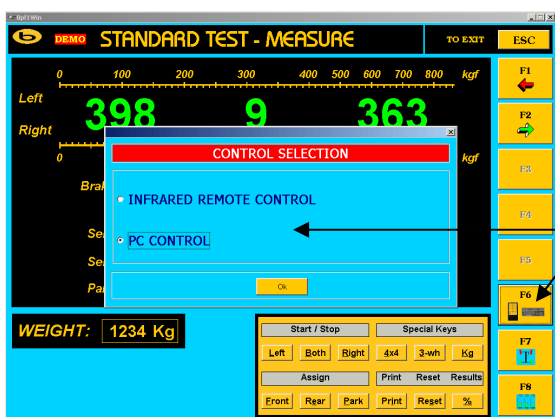 Bpf3Win
b DEMO STANDARD TEST - MEASURE TO EXIT ESC
0 100 200 300 400 500 600 700 800 kgf
Left
398 9 363
Right
0 kgf
CONTROL SELECTION
INFRARED REMOTE CONTROL
PC CONTROL
Ok
Pa
WEIGHT: 1234 Kg
Start / Stop Special Keys
Left Both Right 4x4 3-wh Kg
Assign Print Reset Results
Front Rear Park Print Reset %
F1
F2
F3
F4
F5
F6
F7
T
F8